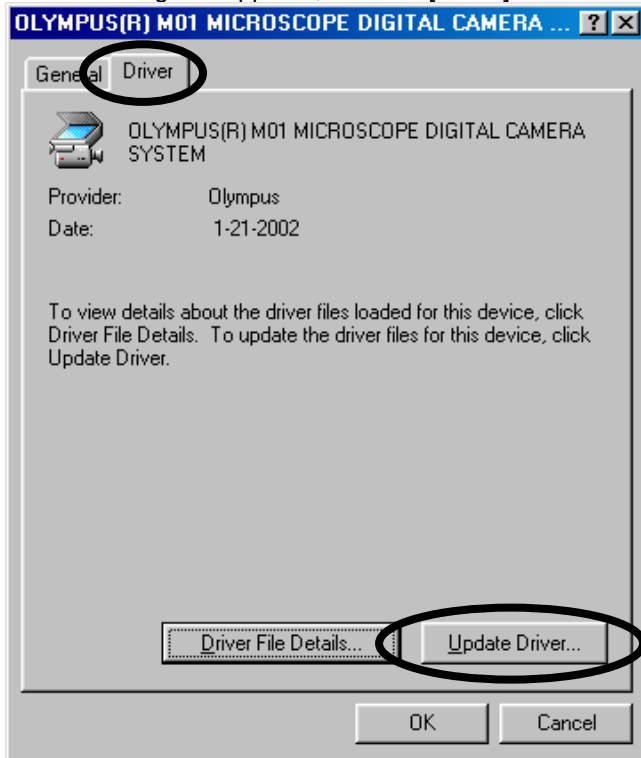 OLYMPUS(R) M01 MICROSCOPE DIGITAL CAMERA ... ? X
General Driver
OLYMPUS(R) M01 MICROSCOPE DIGITAL CAMERA
SYSTEM
Provider: Olympus
Date: 1-21-2002
To view details about the driver files loaded for this device, click
Driver File Details. To update the driver files for this device, click
Update Driver.
Driver File Details... Update Driver...
OK Cancel